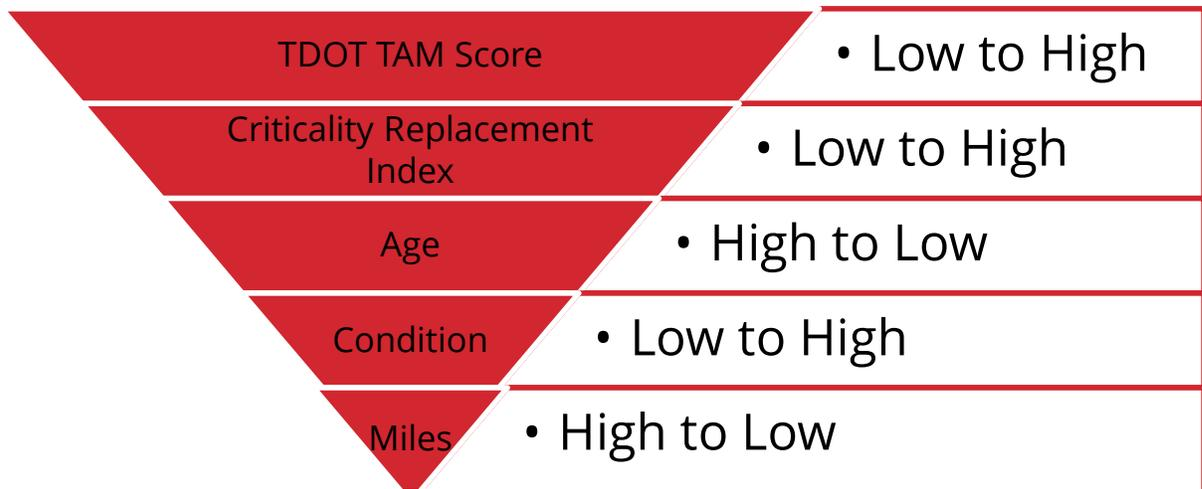 TDOT TAM Score
• Low to High
Criticality Replacement
Index
• Low to High
Age
• High to Low
Condition
• Low to High
Miles
• High to Low